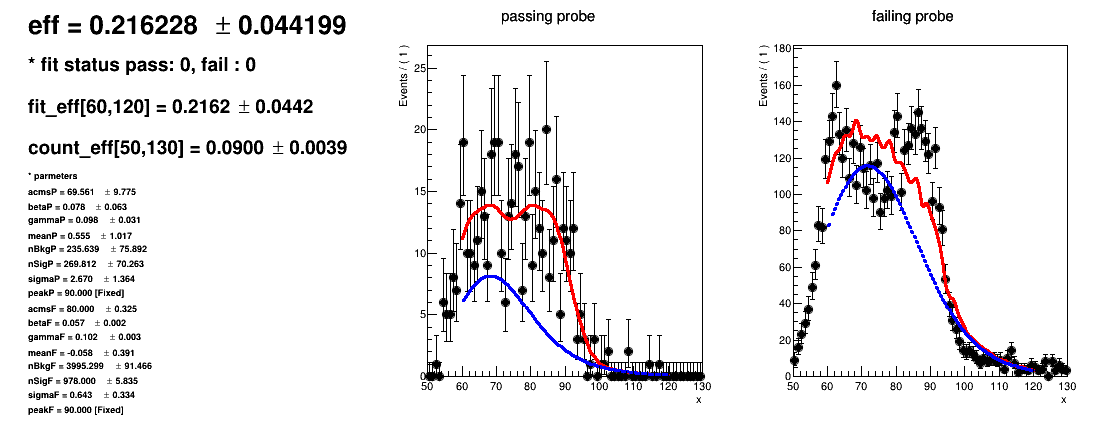 eff = 0.216228 ± 0.044199
* fit status pass: 0, fail : 0
fit_eff[60,120] = 0.2162 ± 0.0442
count_eff[50,130] = 0.0900 ± 0.0039
* parmeters
acmsP = 69.561 ± 9.775
betaP = 0.078 ± 0.063
gammaP = 0.098 ± 0.031
meanP = 0.555 ± 1.017
nBkgP = 235.639 ± 75.892
nSigP = 269.812 ± 70.263
sigmaP = 2.670 ± 1.364
peakP = 90.000 [Fixed]
acmsF = 80.000 ± 0.325
betaF = 0.057 ± 0.002
gammaF = 0.102 ± 0.003
meanF = -0.058 ± 0.391
nBkgF = 3995.299 ± 91.466
nSigF = 978.000 ± 5.835
sigmaF = 0.643 ± 0.334
peakF = 90.000 [Fixed]
passing probe
Events / ( 1 )
25
20
15
10
5
0
50 60 70 80 90 100 110 120 130
x
failing probe
Events / ( 1 )
180
160
140
120
100
80
60
40
20
0
50 60 70 80 90 100 110 120 130
x